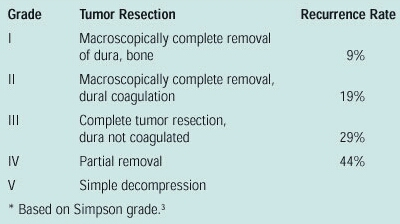 Grade Tumor Resection Recurrence Rate
I Macroscopically complete removal
of dura, bone 9%
II Macroscopically complete removal,
dural coagulation 19%
III Complete tumor resection,
dura not coagulated 29%
IV Partial removal 44%
V Simple decompression
* Based on Simpson grade.³